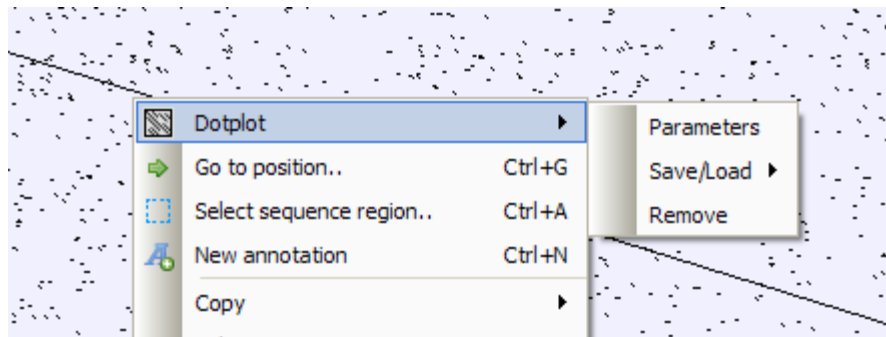 Dotplot
Parameters
Go to position.. Ctrl+G
Save/Load
Select sequence region.. Ctrl+A
Remove
New annotation Ctrl+N
Copy